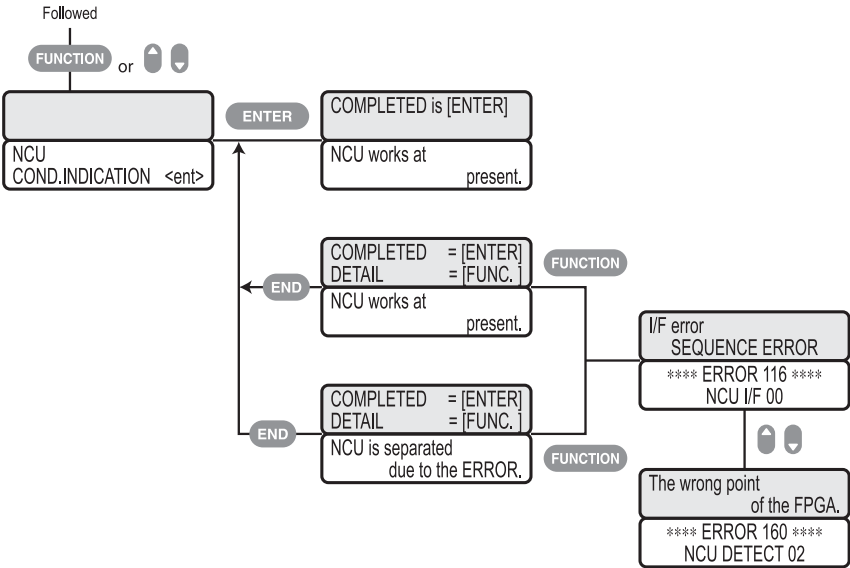 Followed
FUNCTION or
NCU
COND.INDICATION <ent>
ENTER
COMPLETED is [ENTER]
NCU works at
present.
COMPLETED = [ENTER]
DETAIL = [FUNC. ]
NCU works at
present.
FUNCTION
END
COMPLETED = [ENTER]
DETAIL = [FUNC. ]
NCU is separated
due to the ERROR.
END
FUNCTION
I/F error
SEQUENCE ERROR
**** ERROR 116 ****
NCU I/F 00
The wrong point
of the FPGA.
**** ERROR 160 ****
NCU DETECT 02